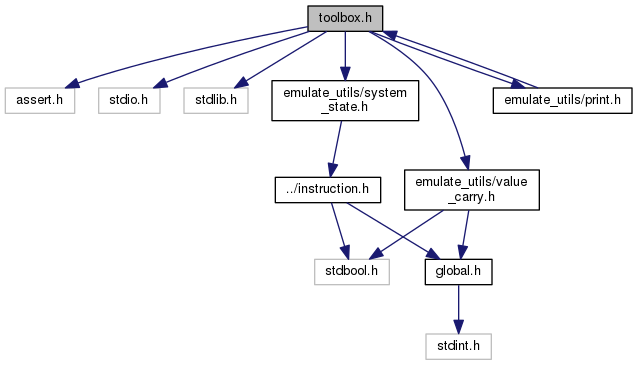 toolbox.h
assert.h
stdio.h
stdlib.h
emulate_utils/system
_state.h
emulate_utils/print.h
../instruction.h
emulate_utils/value
_carry.h
stdbool.h
global.h
stdint.h